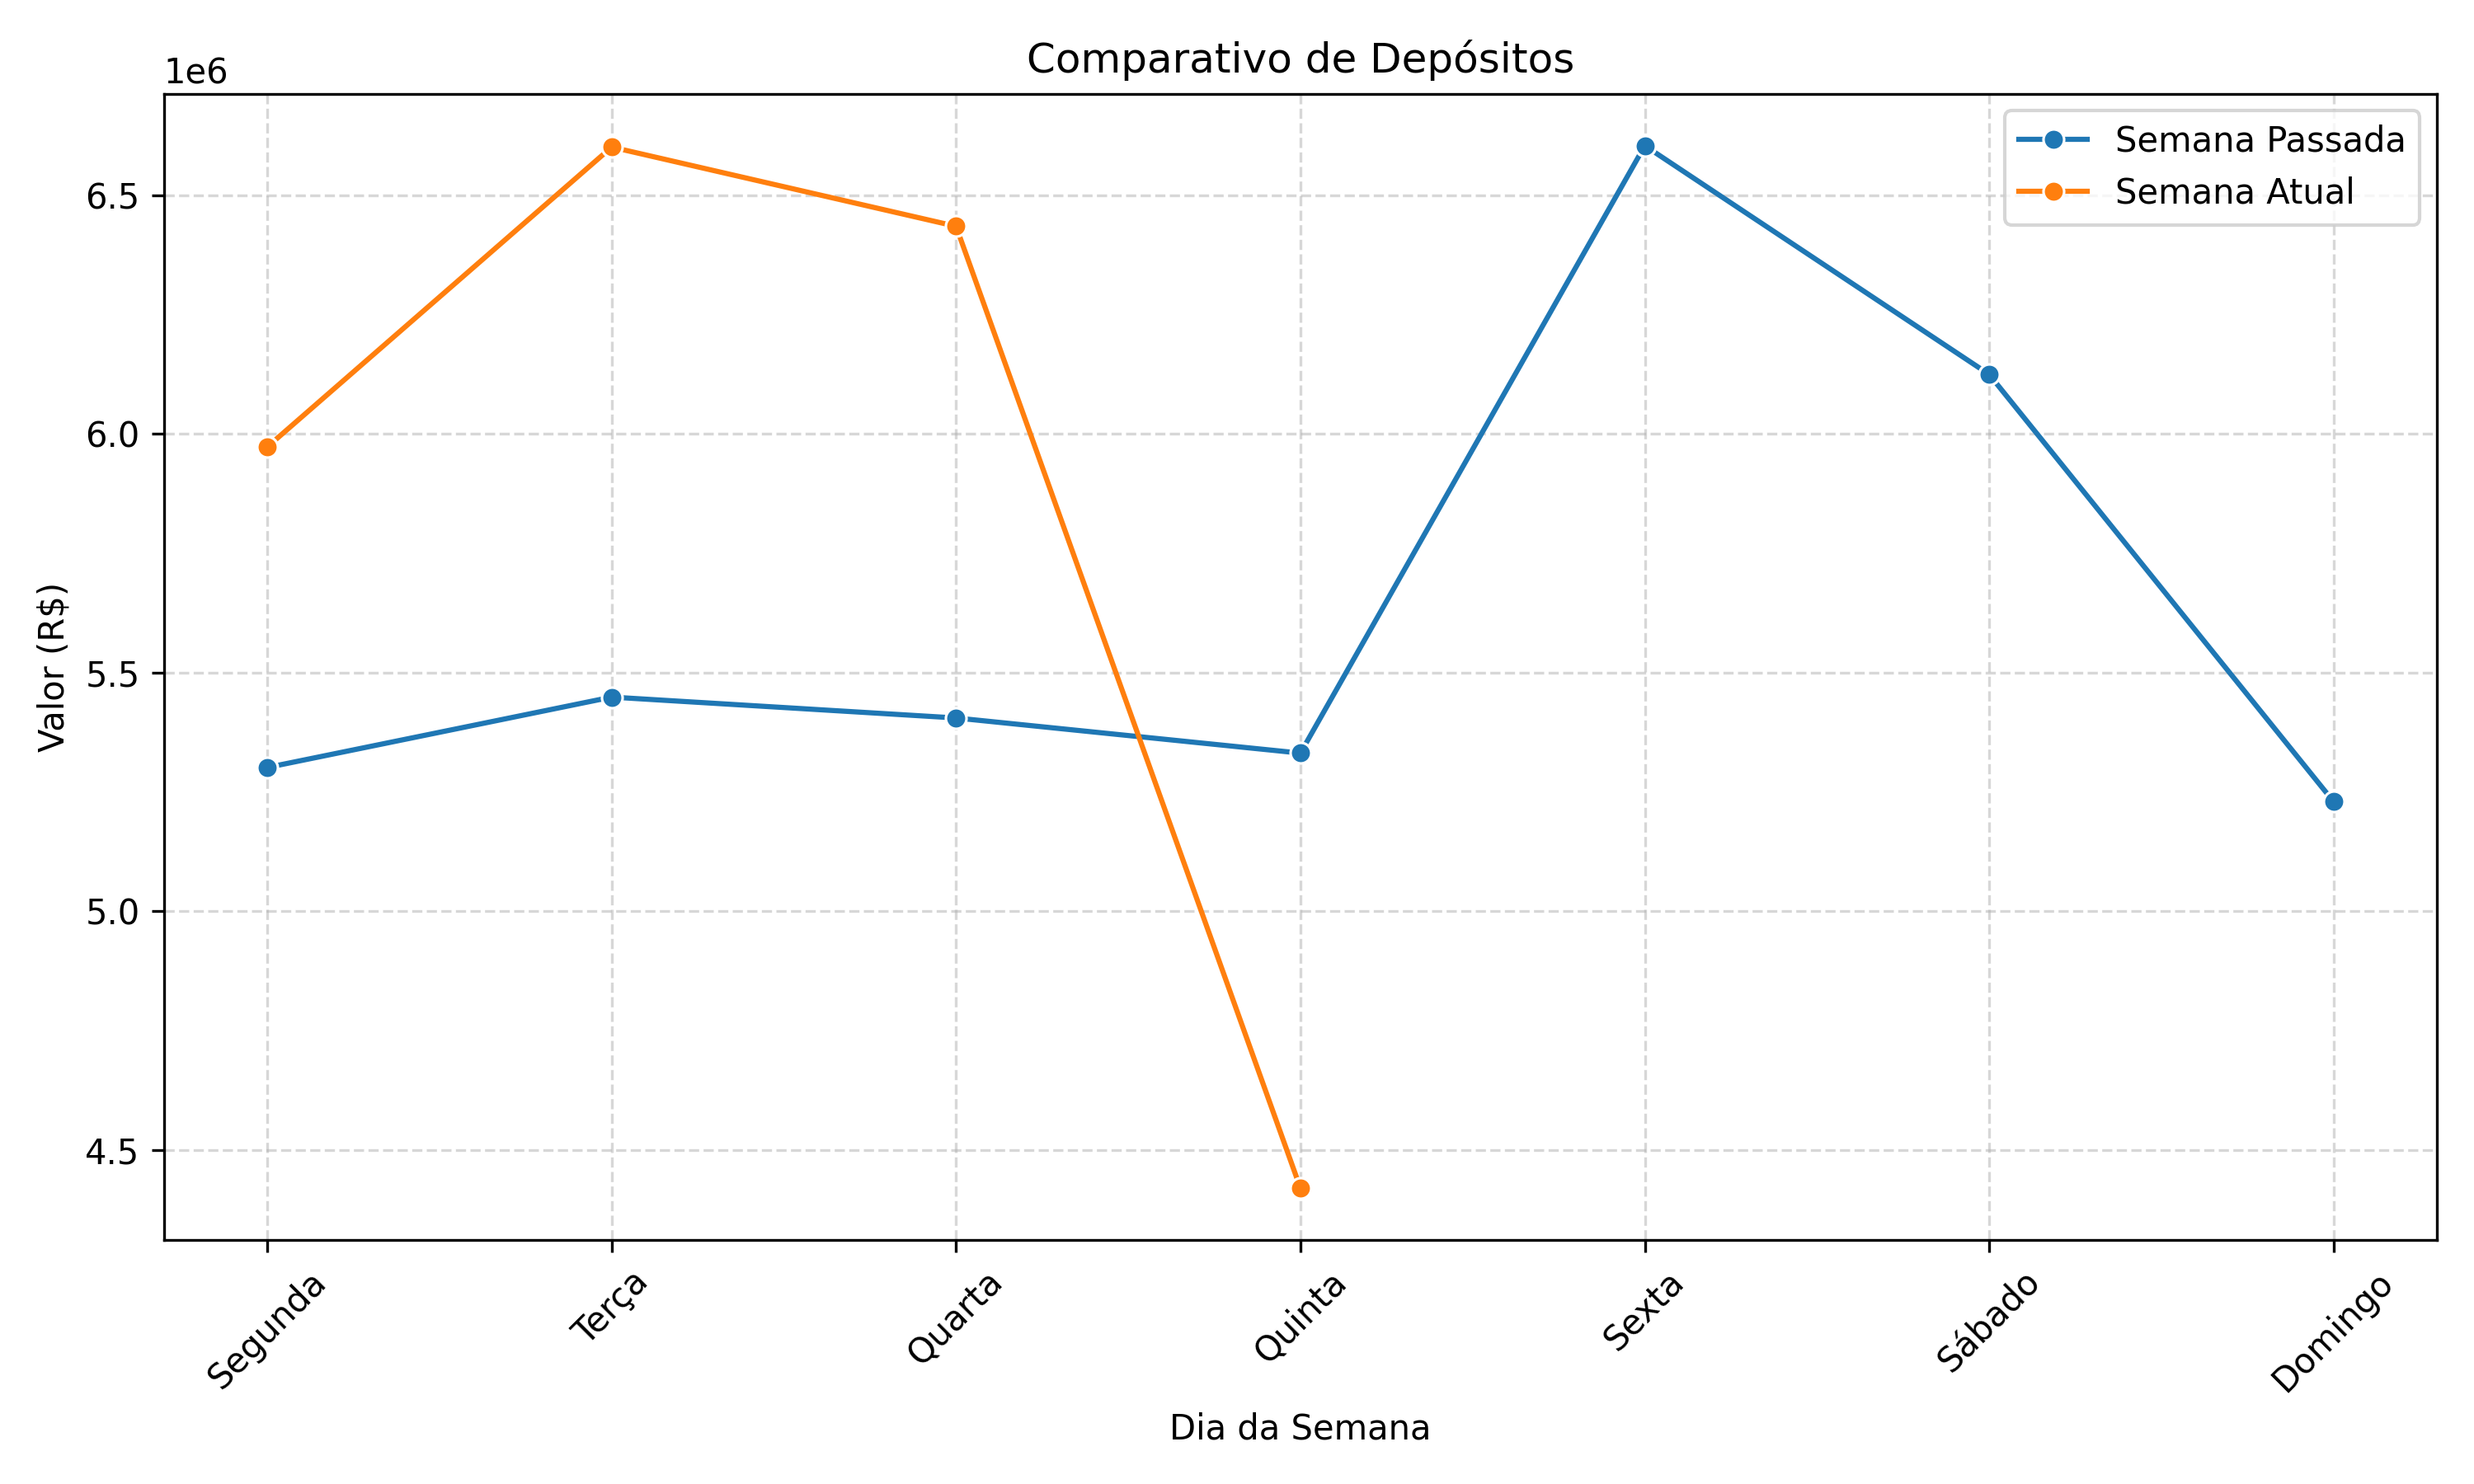 Comparativo de Depósitos
1e6
Semana Passada
Semana Atual
6.5
6.0
5.5
5.0
4.5
Valor (R$)
Segunda
Terça
Quarta
Quinta
Sexta
Sábado
Domingo
Dia da Semana